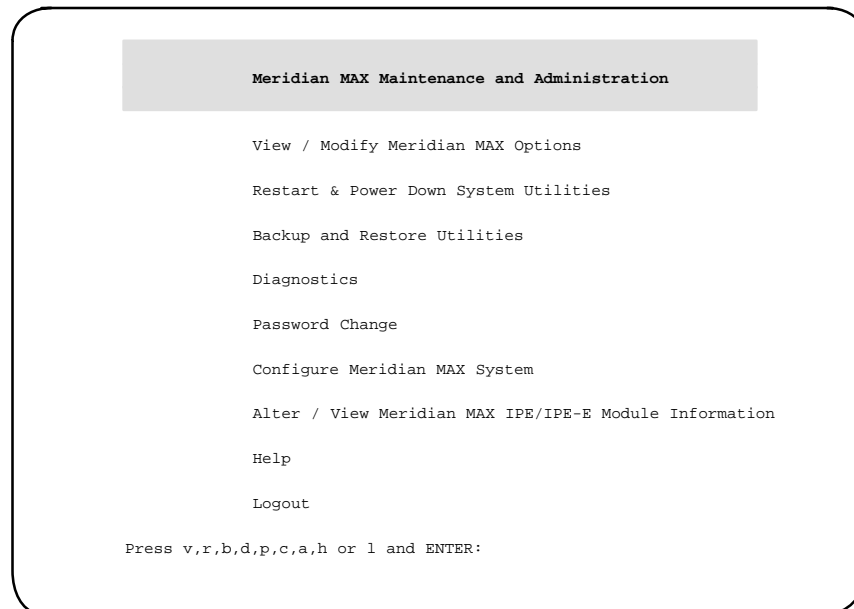 Meridian MAX Maintenance and Administration
View / Modify Meridian MAX Options
Restart & Power Down System Utilities
Backup and Restore Utilities
Diagnostics
Password Change
Configure Meridian MAX System
Alter / View Meridian MAX IPE/IPE-E Module Information
Help
Logout
Press v,r,b,d,p,c,a,h or l and ENTER: